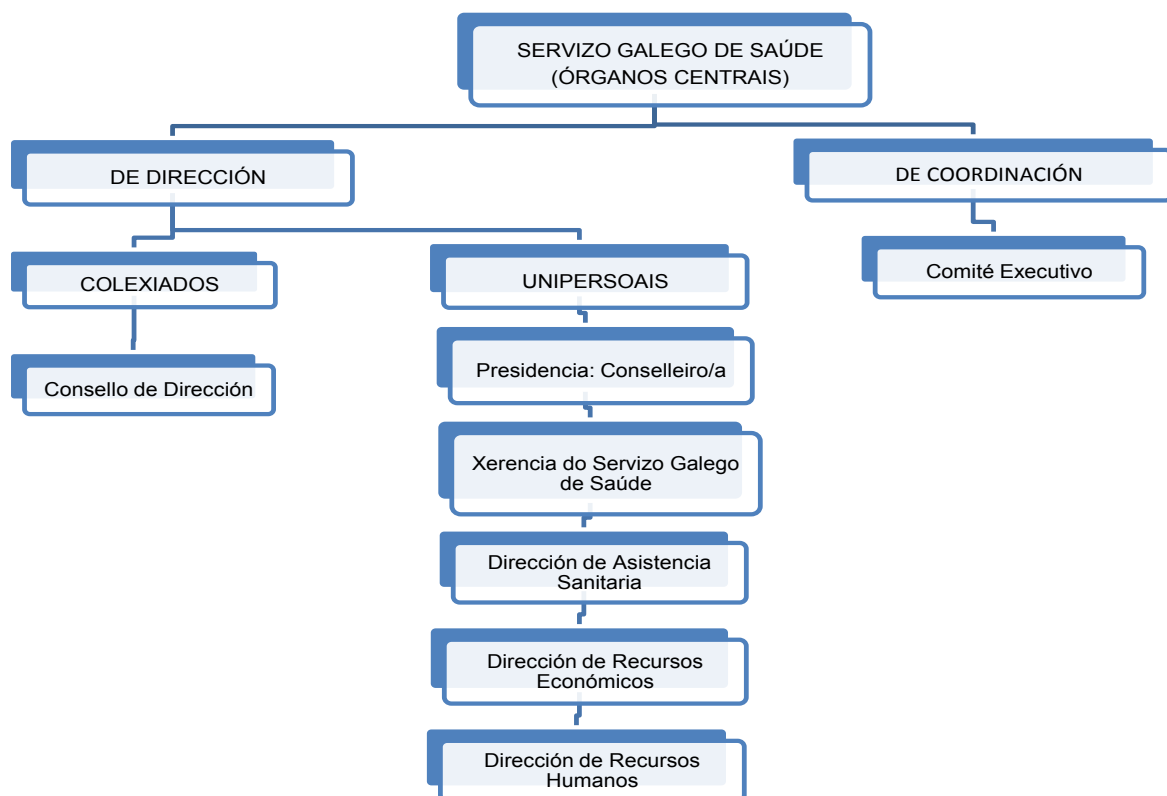 SERVIZO GALEGO DE SAÚDE
(ÓRGANOS CENTRAIS)
DE DIRECCIÓN
DE COORDINACIÓN
COLEXIADOS
UNIPERSOAIS
Comité Executivo
Consello de Dirección
Presidencia: Conselleiro/a
Xerencia do Servizo Galego
de Saúde
Dirección de Asistencia
Sanitaria
Dirección de Recursos
Económicos
Dirección de Recursos
Humanos